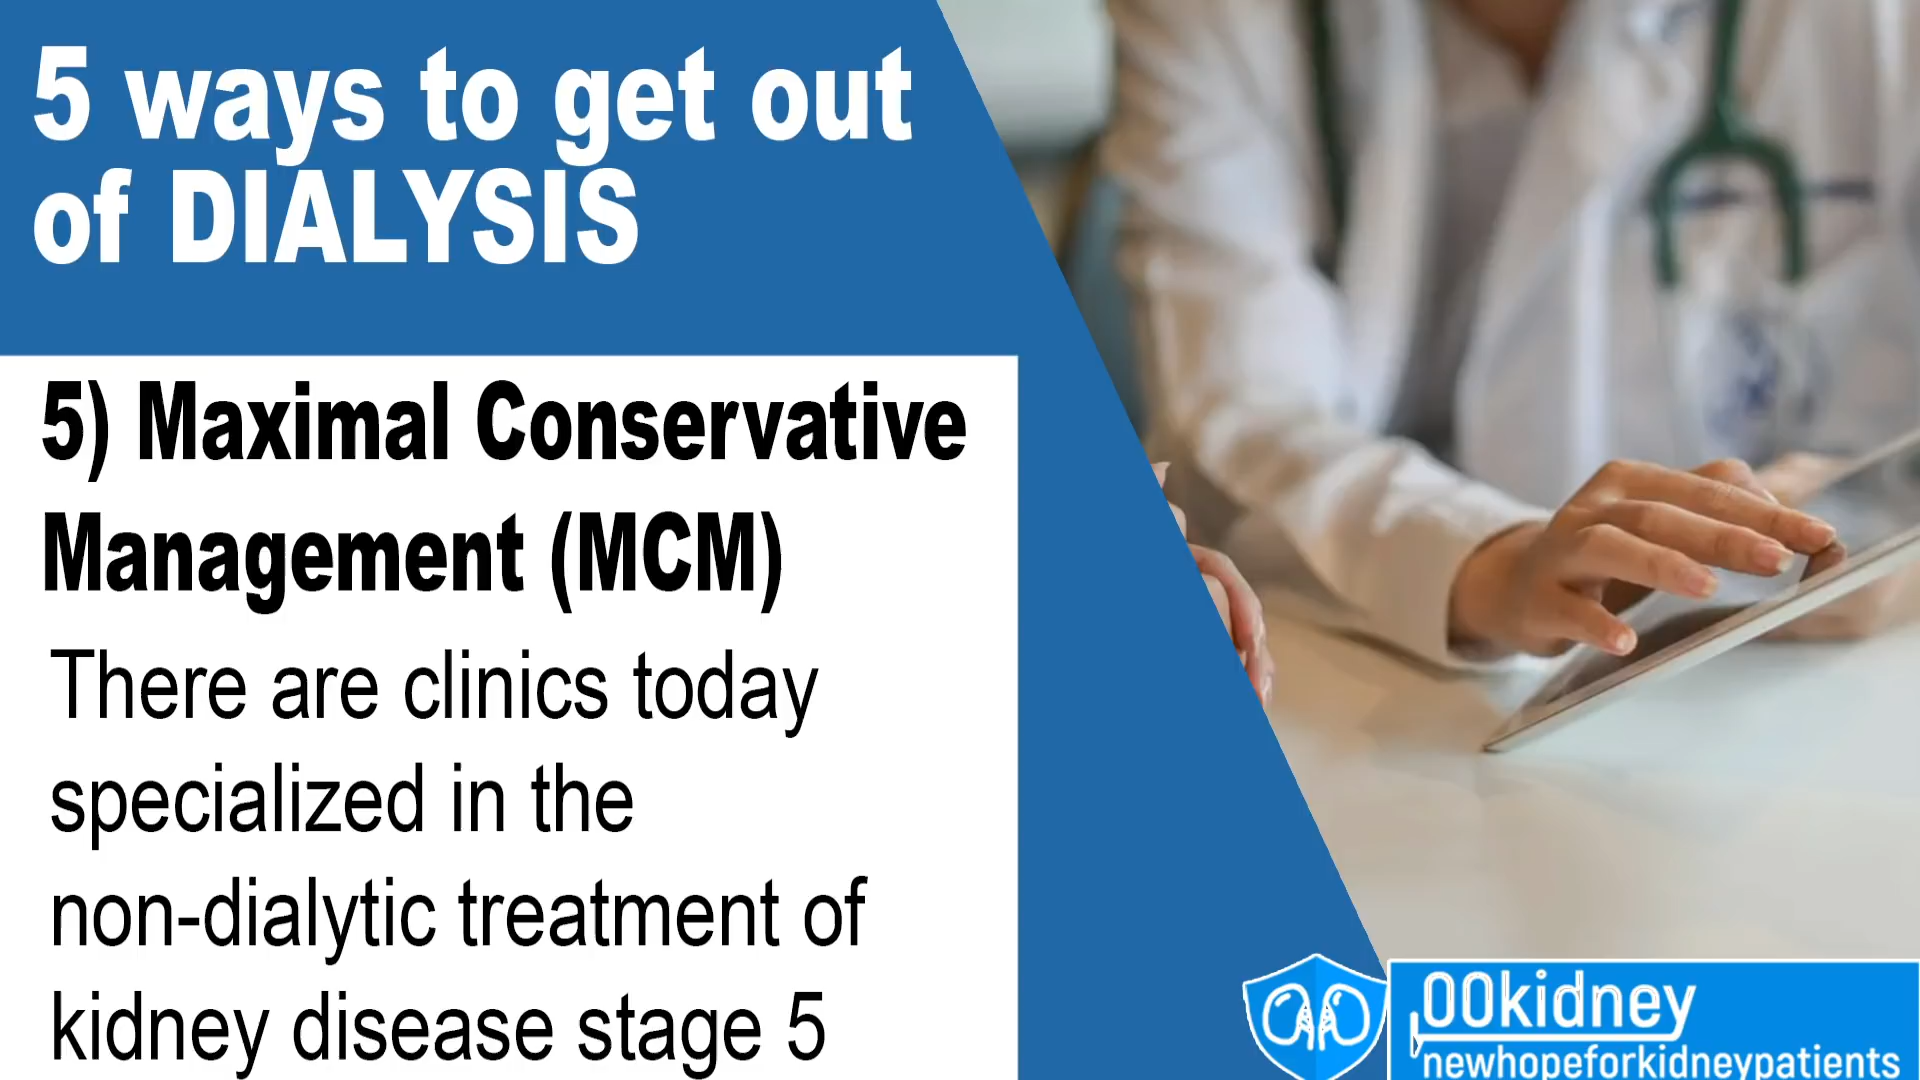 5 ways to get out
of DIALYSIS
5) Maximal Conservative
Management (MCM)
There are clinics today
specialized in the
non-dialytic treatment of
kidney disease stage 5
00kidney
newhopeforkidneypatients